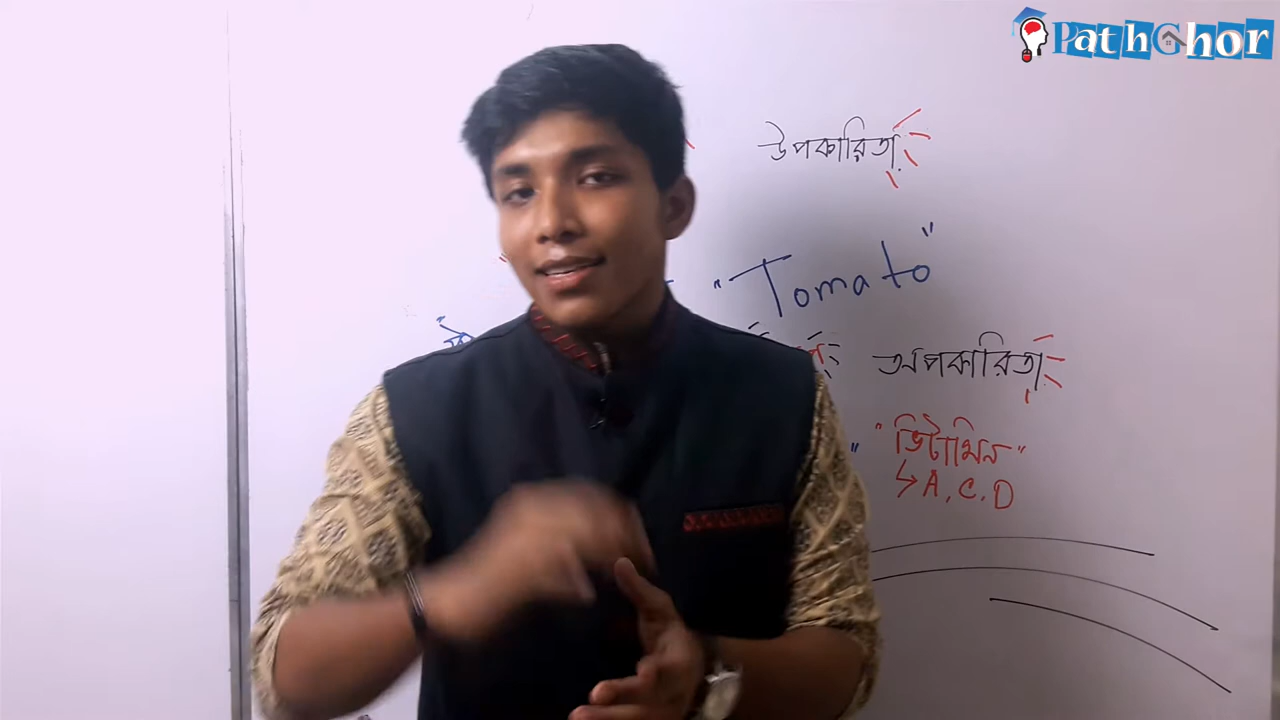 PathGhor
উপকারিতা
"Tomato"
অপকারিতা
"ভিটামিন"
↳ A, C, D